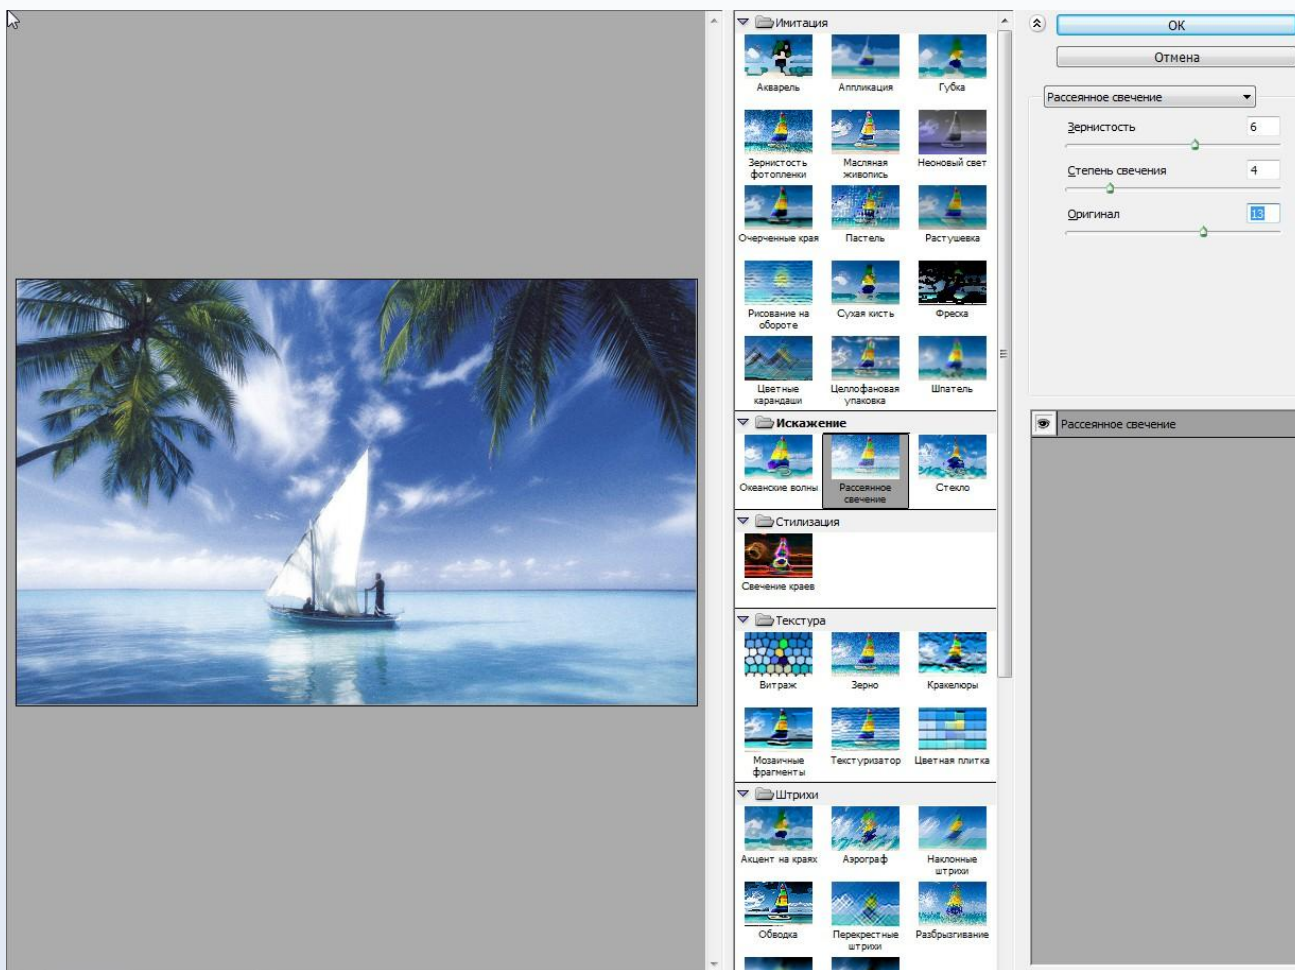 Имитация
Акварель
Аппликация
Губка
Зернистость
фотопленки
Масляная
живопись
Неоновый свет
Очерченные края
Пастель
Растушевка
Рисование на
обороте
Сухая кисть
Фреска
Цветные
карандаши
Целлофановая
упаковка
Шпатель
Искажение
Океанские волны
Рассеянное
свечение
Стекло
Стилизация
Свечение краев
Текстура
Витраж
Зерно
Кракелюры
Мозаичные
фрагменты
Текстуризатор
Цветная плитка
Штрихи
Акцент на краях
Аэрограф
Наклонные
штрихи
Обводка
Перекрестные
штрихи
Разбрызгивание
ОК
Отмена
Рассеянное свечение
Зернистость 6
Степень свечения 4
Оригинал 13
Рассеянное свечение